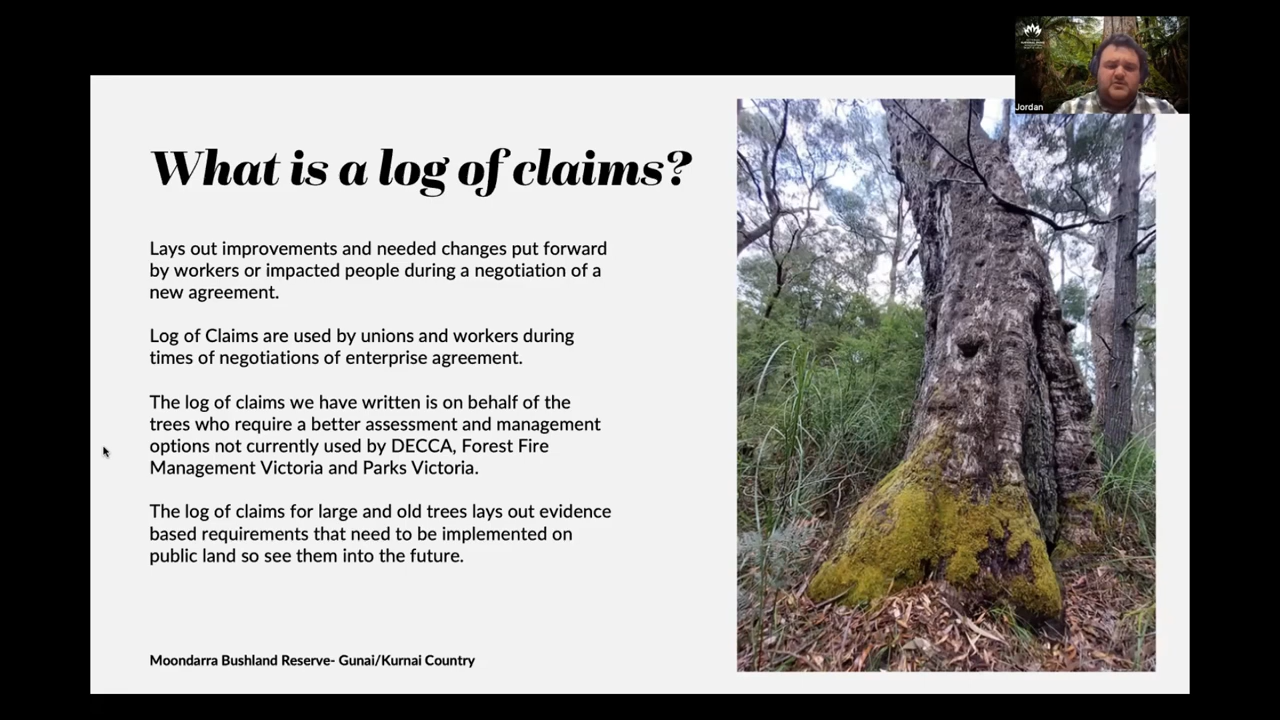 Jordan
What is a log of claims?
Lays out improvements and needed changes put forward
by workers or impacted people during a negotiation of a
new agreement.
Log of Claims are used by unions and workers during
times of negotiations of enterprise agreement.
The log of claims we have written is on behalf of the
trees who require a better assessment and management
options not currently used by DECCA, Forest Fire
Management Victoria and Parks Victoria.
The log of claims for large and old trees lays out evidence
based requirements that need to be implemented on
public land so see them into the future.
Moondarra Bushland Reserve- Gunai/Kurnai Country